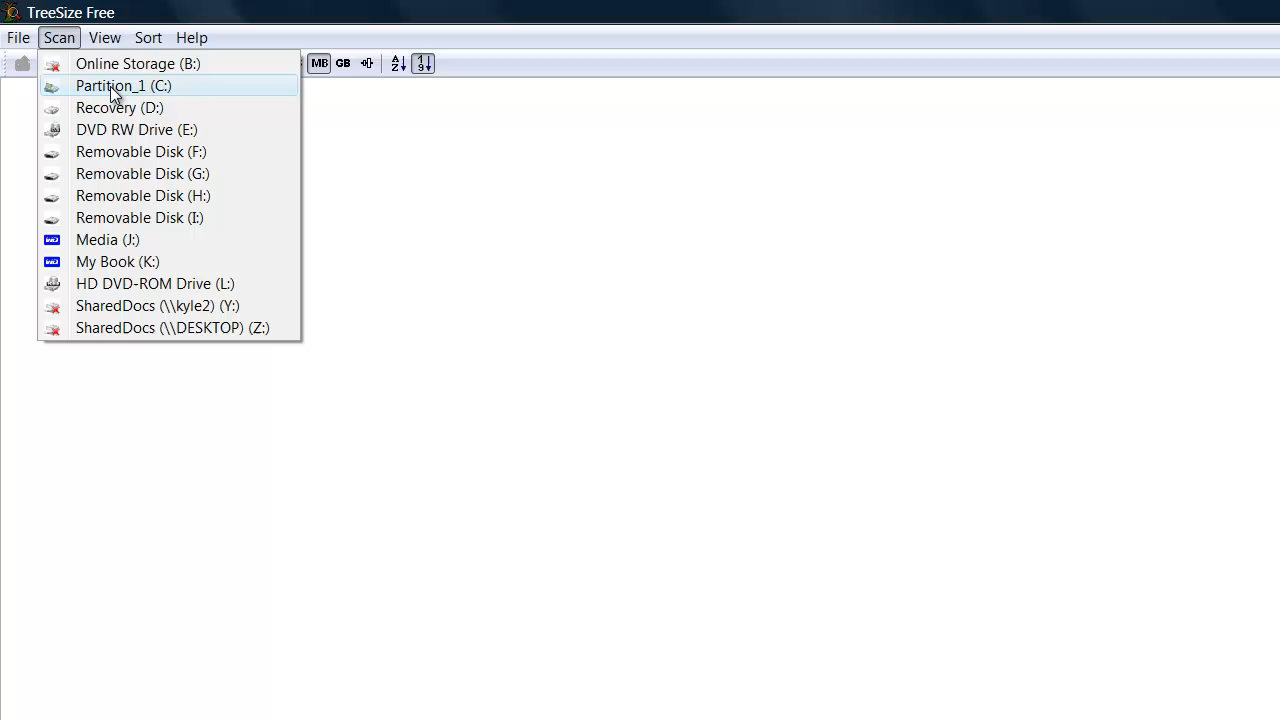 TreeSize Free
File Scan View Sort Help
MB GB
Online Storage (B:)
Partition_1 (C:)
Recovery (D:)
DVD RW Drive (E:)
Removable Disk (F:)
Removable Disk (G:)
Removable Disk (H:)
Removable Disk (I:)
Media (J:)
My Book (K:)
HD DVD-ROM Drive (L:)
SharedDocs (\\kyle2) (Y:)
SharedDocs (\\DESKTOP) (Z:)